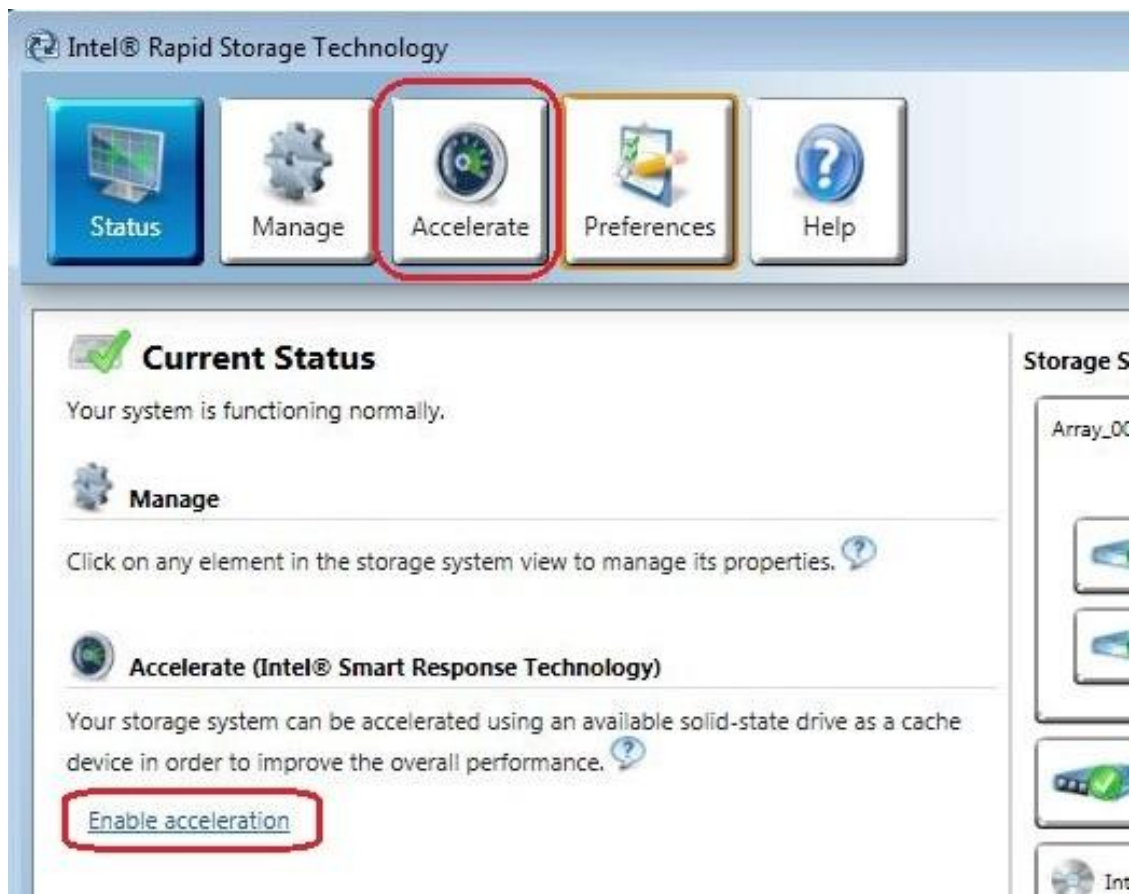 Intel® Rapid Storage Technology
Status
Manage
Accelerate
Preferences
Help
Current Status
Your system is functioning normally.
Manage
Click on any element in the storage system view to manage its properties.
Accelerate (Intel® Smart Response Technology)
Your storage system can be accelerated using an available solid-state drive as a cache
device in order to improve the overall performance.
Enable acceleration
Storage S
Array_00
Int